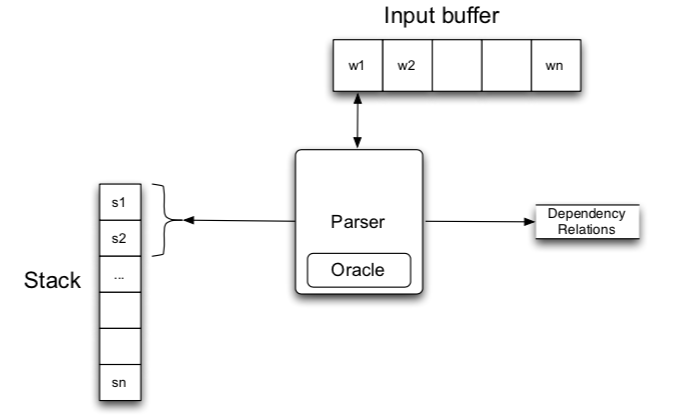 Input buffer
w1 w2 wn
Parser
Oracle
Dependency
Relations
Stack
s1
s2
...
sn